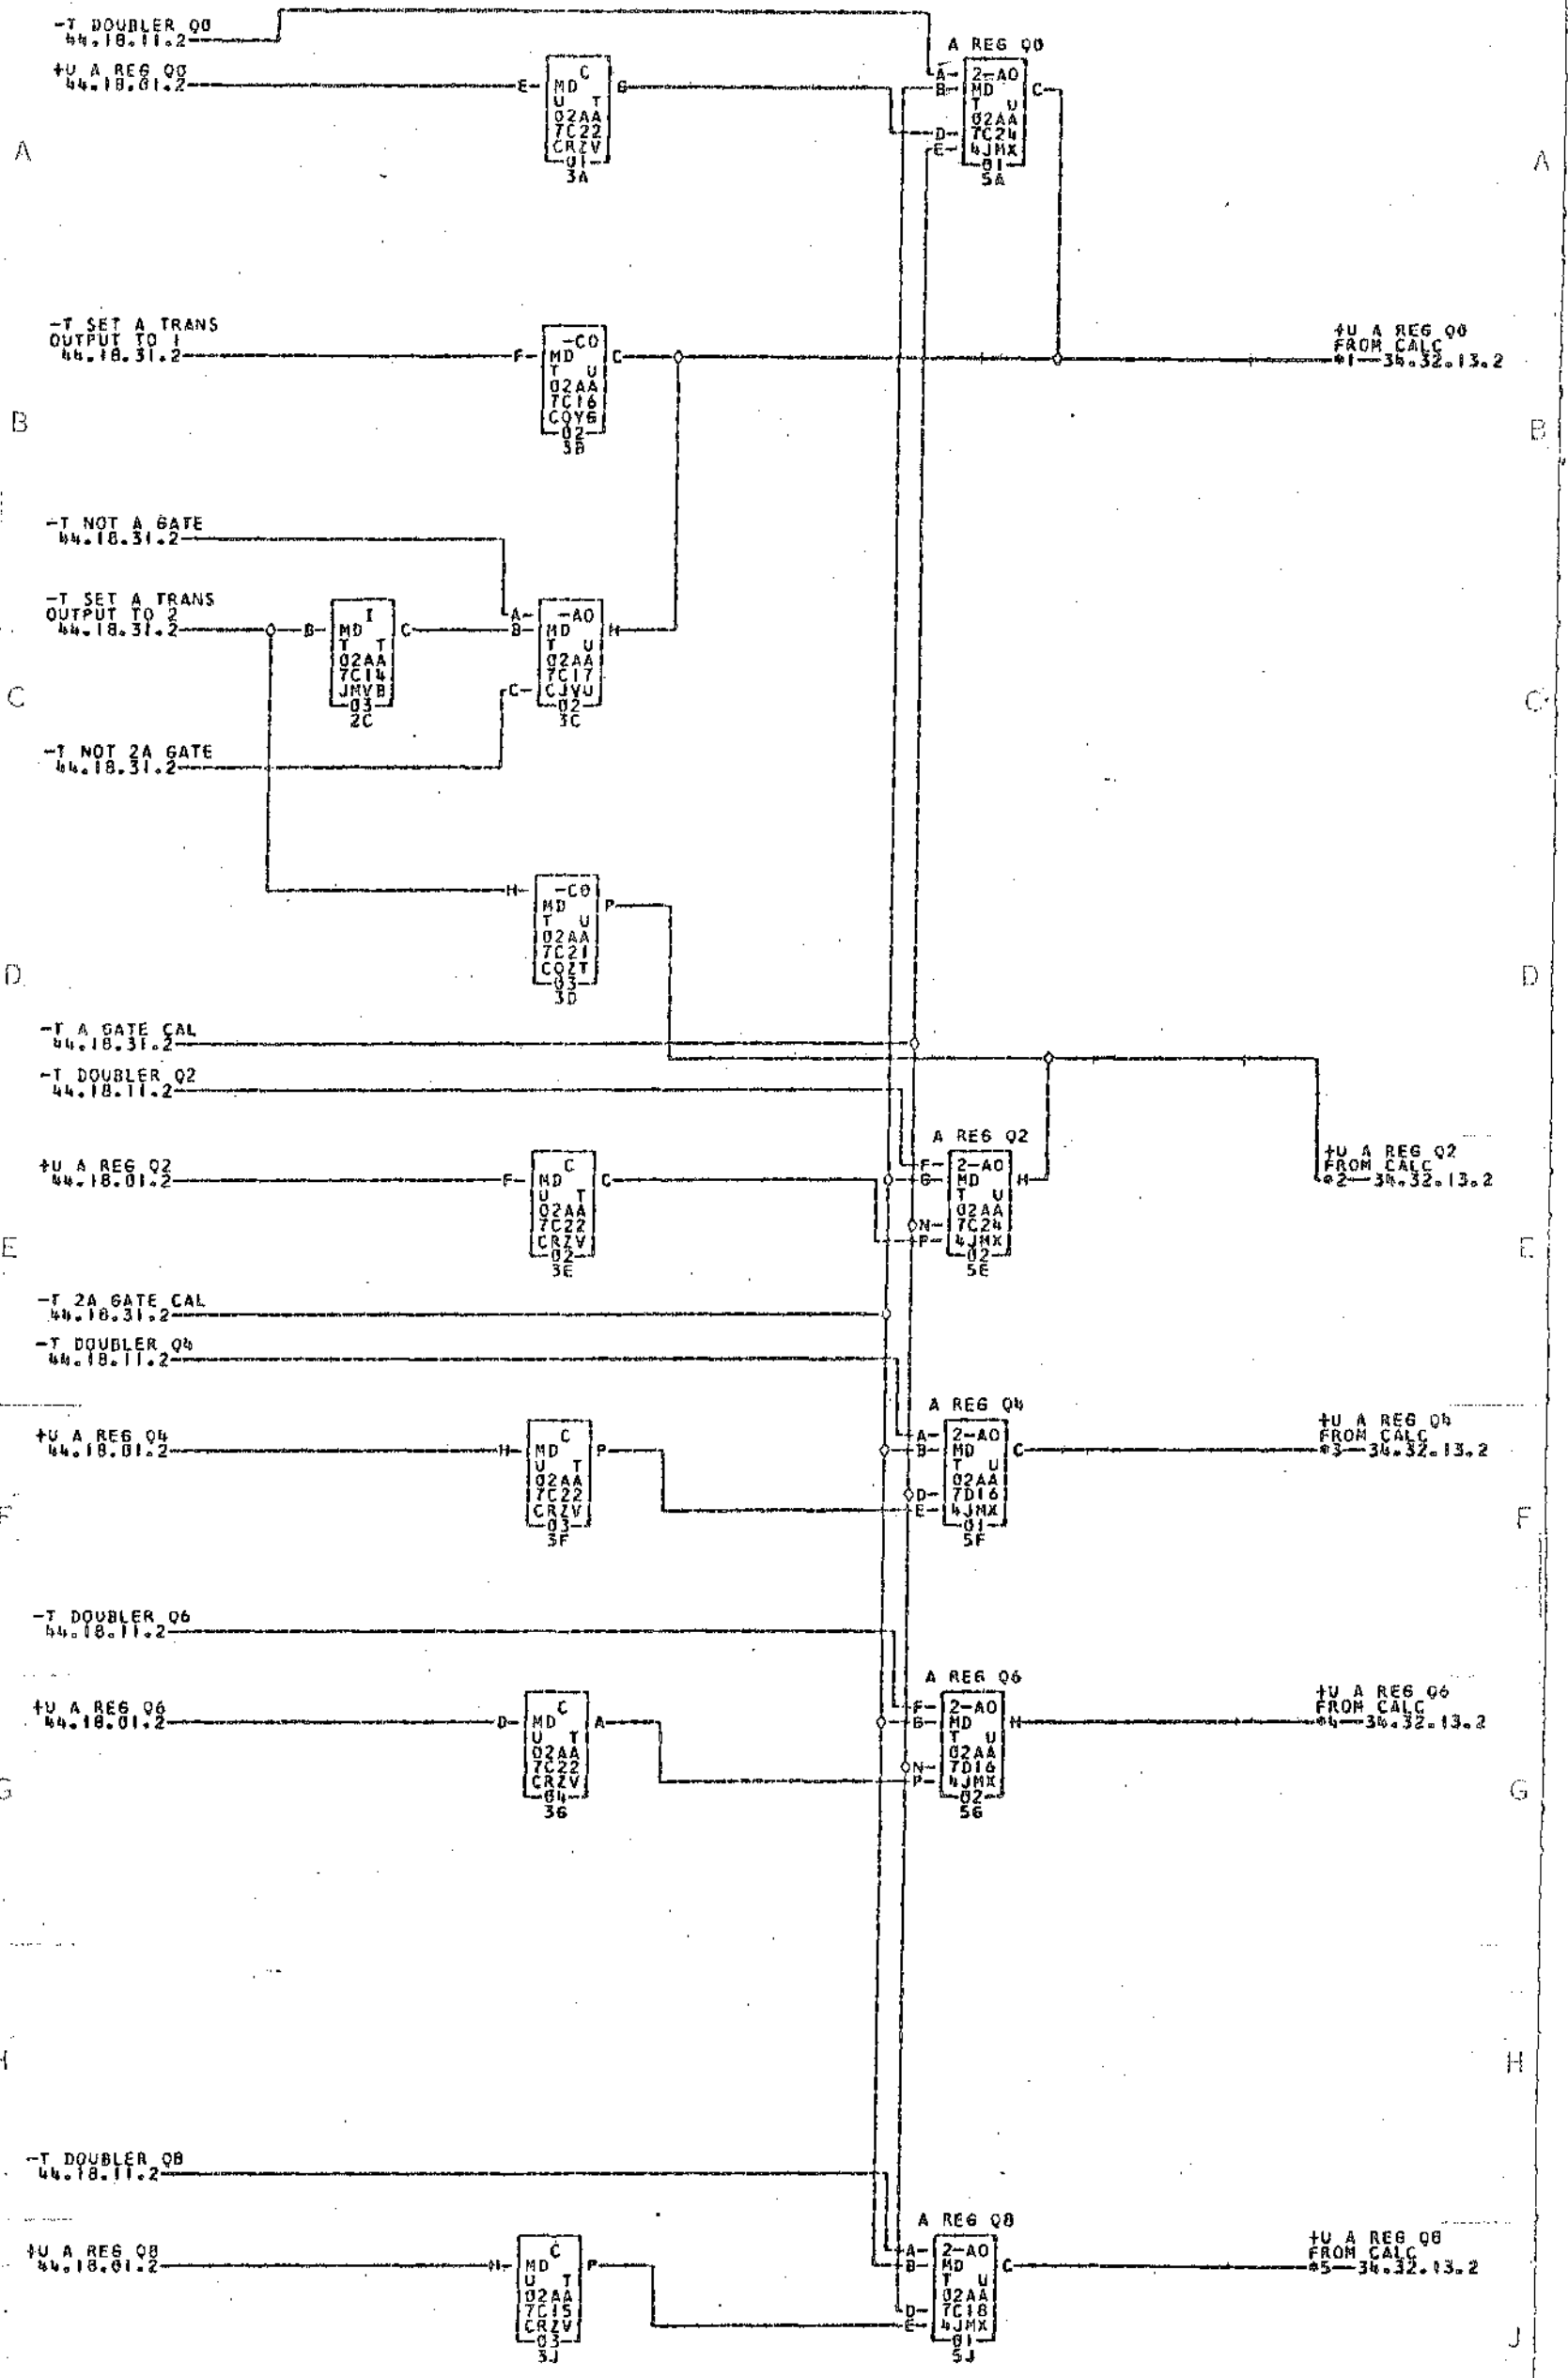 -T DOUBLER Q0
44.18.11.2
A REG Q0
+U A REG Q0
44.18.01.2
E
C
MD
U T
02AA
7C22
CRZV
01
3A
G
A
B
D
E
2-AO
MD
T U
02AA
7C24
4JMX
01
5A
C
A
A
-T SET A TRANS
OUTPUT TO 1
44.18.31.2
F
-CO
MD
T U
02AA
7C16
CQYG
02
3B
C
+U A REG Q0
FROM CALC
*1—34.32.13.2
B
B
-T NOT A GATE
44.18.31.2
-T SET A TRANS
OUTPUT TO 2
44.18.31.2
B
I
MD
T T
02AA
7C14
JMVB
03
2C
C
A
B
C
-AO
MD
T U
02AA
7C17
CJVU
02
3C
H
C
C
-T NOT 2A GATE
44.18.31.2
H
-CO
MD
T U
02AA
7C21
CQZT
03
3D
P
D
D
-T A GATE CAL
44.18.31.2
-T DOUBLER Q2
44.18.11.2
A REG Q2
+U A REG Q2
44.18.01.2
F
C
MD
U T
02AA
7C22
CRZV
02
3E
C
F
G
N
P
2-AO
MD
T U
02AA
7C24
4JMX
02
5E
H
+U A REG Q2
FROM CALC
*2—34.32.13.2
E
E
-T 2A GATE CAL
44.18.31.2
-T DOUBLER Q4
44.18.11.2
A REG Q4
+U A REG Q4
44.18.01.2
H
C
MD
U T
02AA
7C22
CRZV
03
3F
P
A
B
D
E
2-AO
MD
T U
02AA
7D16
4JMX
01
5F
C
+U A REG Q4
FROM CALC
*3—34.32.13.2
F
F
-T DOUBLER Q6
44.18.11.2
A REG Q6
+U A REG Q6
44.18.01.2
D
C
MD
U T
02AA
7C22
CRZV
04
3G
A
F
G
N
P
2-AO
MD
T U
02AA
7D16
4JMX
02
5G
H
+U A REG Q6
FROM CALC
*4—34.32.13.2
G
G
H
H
-T DOUBLER Q8
44.18.11.2
A REG Q8
+U A REG Q8
44.18.01.2
H
C
MD
U T
02AA
7C15
CRZV
03
3J
P
A
B
D
E
2-AO
MD
T U
02AA
7C18
4JMX
01
5J
C
+U A REG Q8
FROM CALC
*5—34.32.13.2
J